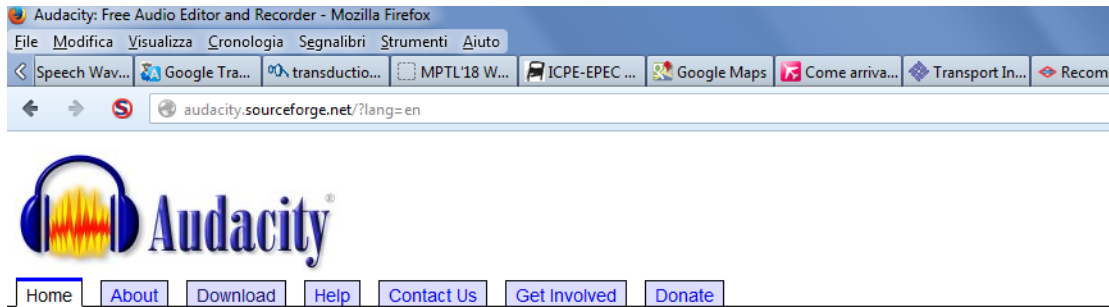 Audacity: Free Audio Editor and Recorder - Mozilla Firefox
File Modifica Visualizza Cronologia Segnalibri Strumenti Aiuto
Speech Wav... Google Tra... transductio... MPTL'18 W... ICPE-EPEC ... Google Maps Come arriva... Transport In... Recom
audacity.sourceforge.net/?lang=en
Audacity®
Home About Download Help Contact Us Get Involved Donate